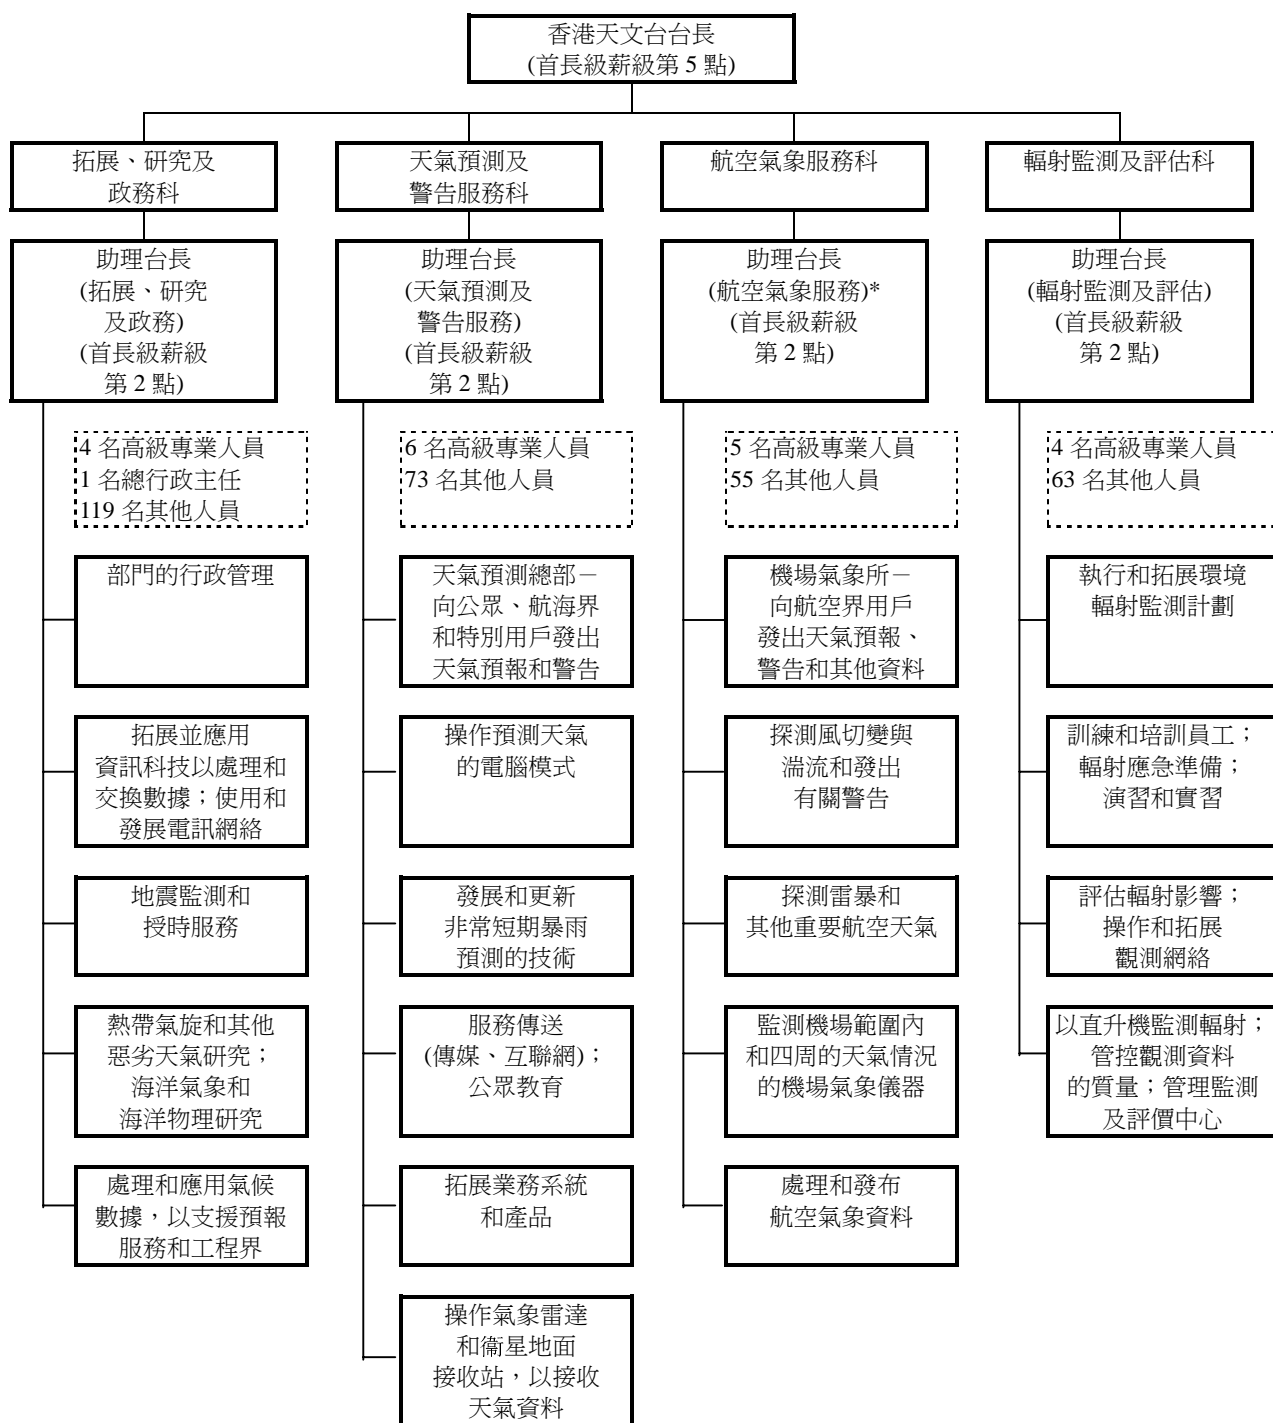 香港天文台台長
(首長級薪級第 5 點)
拓展、研究及
政務科
天氣預測及
警告服務科
航空氣象服務科
輻射監測及評估科
助理台長
(拓展、研究
及政務)
(首長級薪級
第 2 點)
助理台長
(天氣預測及
警告服務)
(首長級薪級
第 2 點)
助理台長
(航空氣象服務)*
(首長級薪級
第 2 點)
助理台長
(輻射監測及評估)
(首長級薪級
第 2 點)
4 名高級專業人員
1 名總行政主任
119 名其他人員
6 名高級專業人員
73 名其他人員
5 名高級專業人員
55 名其他人員
4 名高級專業人員
63 名其他人員
部門的行政管理
天氣預測總部－
向公眾、航海界
和特別用戶發出
天氣預報和警告
機場氣象所－
向航空界用戶
發出天氣預報、
警告和其他資料
執行和拓展環境
輻射監測計劃
拓展並應用
資訊科技以處理和
交換數據；使用和
發展電訊網絡
操作預測天氣
的電腦模式
探測風切變與
湍流和發出
有關警告
訓練和培訓員工；
輻射應急準備；
演習和實習
地震監測和
授時服務
發展和更新
非常短期暴雨
預測的技術
探測雷暴和
其他重要航空天氣
評估輻射影響；
操作和拓展
觀測網絡
熱帶氣旋和其他
惡劣天氣研究；
海洋氣象和
海洋物理研究
服務傳送
(傳媒、互聯網)；
公眾教育
監測機場範圍內
和四周的天氣情況
的機場氣象儀器
以直升機監測輻射；
管控觀測資料
的質量；管理監測
及評價中心
處理和應用氣候
數據，以支援預報
服務和工程界
拓展業務系統
和產品
處理和發布
航空氣象資料
操作氣象雷達
和衞星地面
接收站，以接收
天氣資料